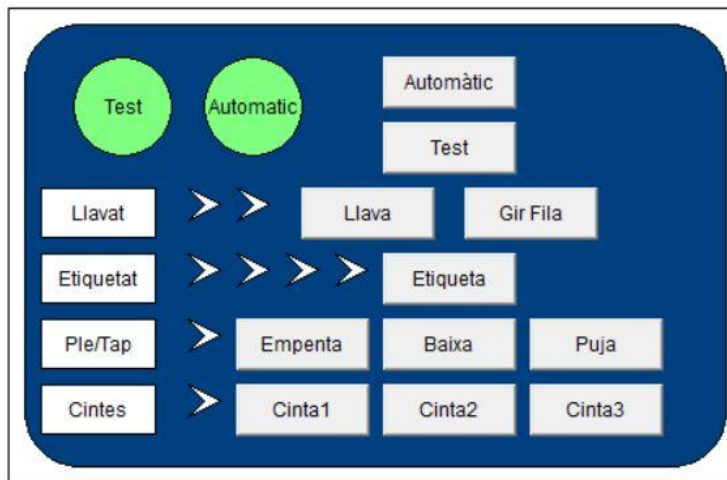 Test Automatic Automàtic
Test
Llavat Llava Gir Fila
Etiquetat Etiqueta
Ple/Tap Empenta Baixa Puja
Cintes Cinta1 Cinta2 Cinta3